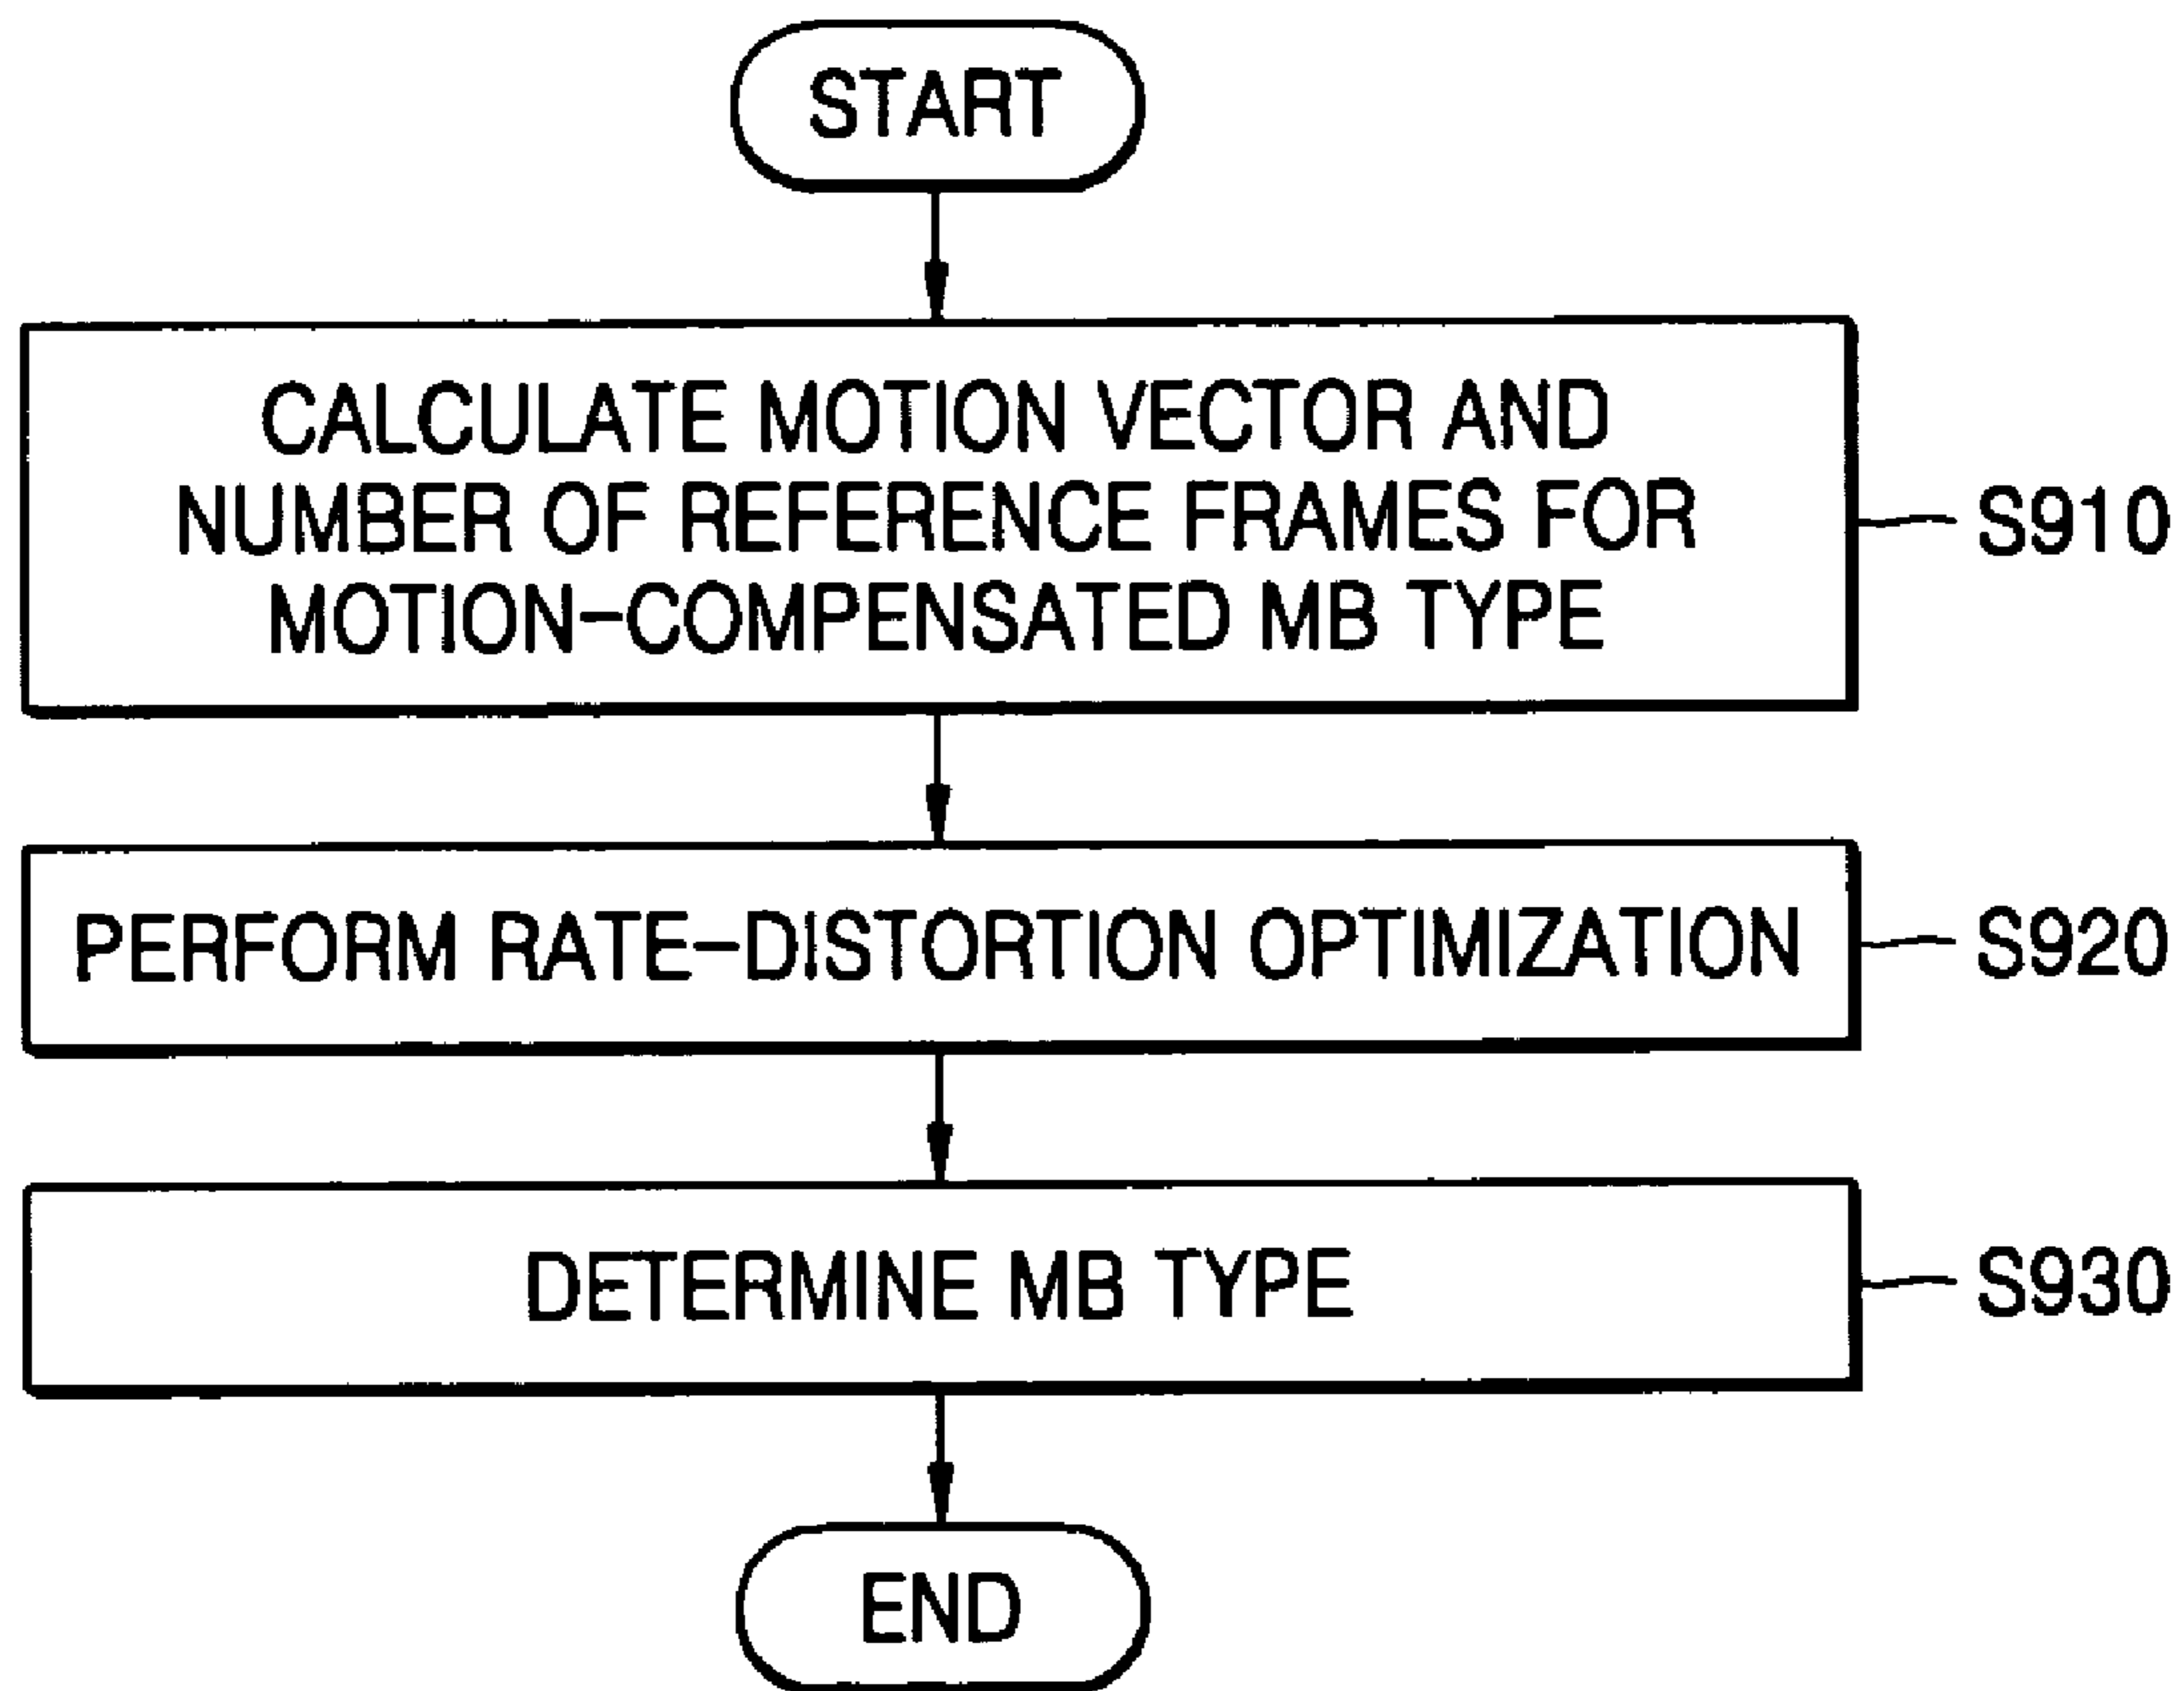 START
CALCULATE MOTION VECTOR AND
NUMBER OF REFERENCE FRAMES FOR
MOTION-COMPENSATED MB TYPE
S910
PERFORM RATE-DISTORTION OPTIMIZATION
S920
DETERMINE MB TYPE
S930
END